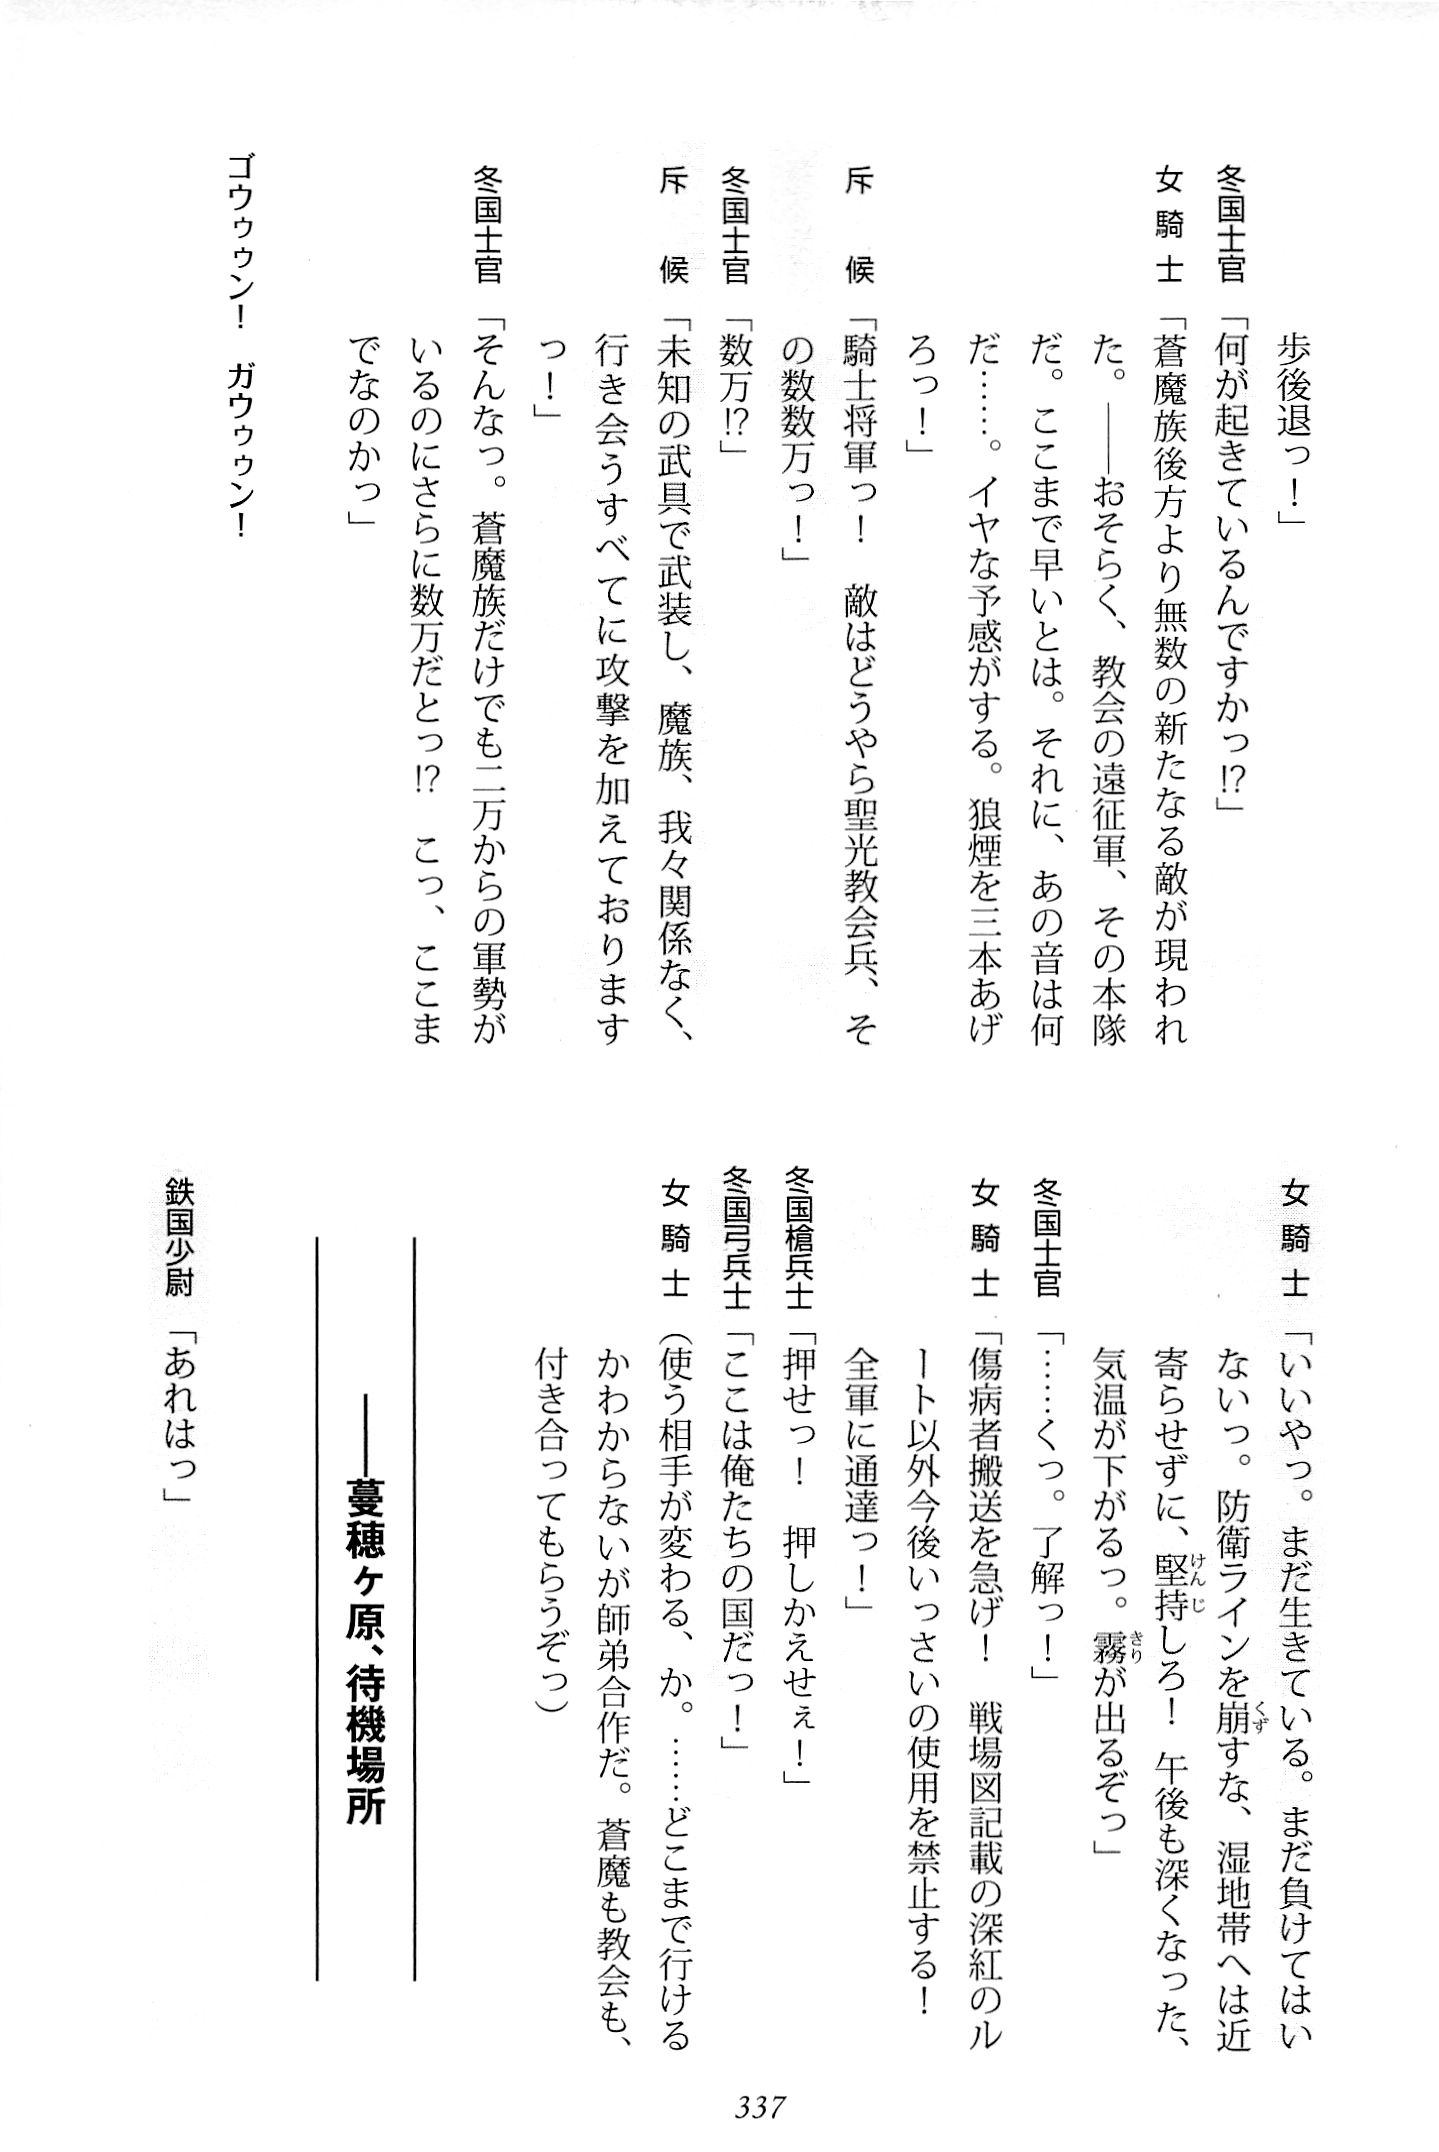 歩後退っ！」
冬国士官「何が起きているんですかっ!?」
女騎士「蒼魔族後方より無数の新たなる敵が現われ
た。――おそらく、教会の遠征軍、その本隊
だ。ここまで早いとは。それに、あの音は何
だ……。イヤな予感がする。狼煙を三本あげ
ろっ！」
斥　候「騎士将軍っ！　敵はどうやら聖光教会兵、そ
の数数万っ！」
冬国士官「数万!?」
斥　候「未知の武具で武装し、魔族、我々関係なく、
行き会うすべてに攻撃を加えております
っ！」
冬国士官「そんなっ。蒼魔族だけでも二万からの軍勢が
いるのにさらに数万だとっ!?　こっ、ここま
でなのかっ」
ゴウゥゥン！　ガウゥゥン！
女騎士「いいやっ。まだ生きている。まだ負けてはい
ないっ。防衛ラインを崩すな、湿地帯へは近
寄らせずに、堅持しろ！　午後も深くなった、
気温が下がるっ。霧が出るぞっ」
冬国士官「……くっ。了解っ！」
女騎士「傷病者搬送を急げ！　戦場図記載の深紅のル
ート以外今後いっさいの使用を禁止する！
全軍に通達っ！」
冬国槍兵士「押せっ！　押しかえせぇ！」
冬国弓兵士「ここは俺たちの国だっ！」
女騎士（使う相手が変わる、か。……どこまで行ける
かわからないが師弟合作だ。蒼魔も教会も、
付き合ってもらうぞっ）
――蔓穂ヶ原、待機場所
鉄国少尉「あれはっ」
337